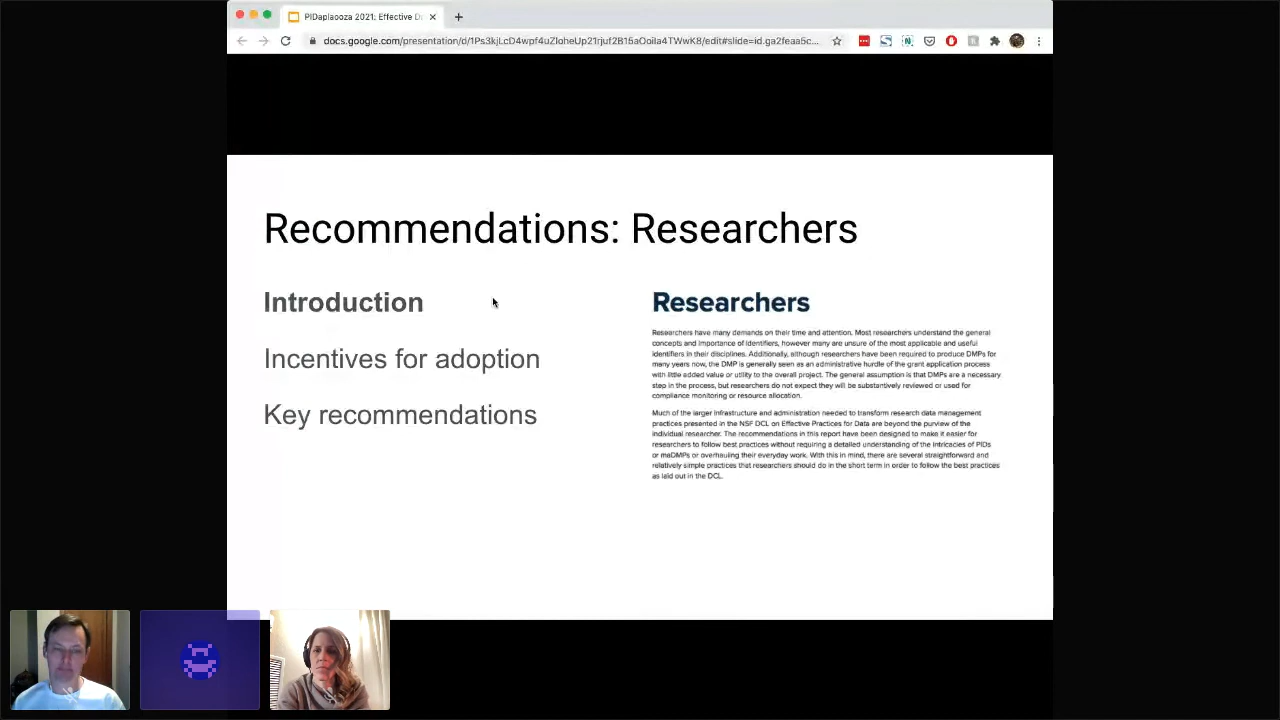 PIDaplaooza 2021: Effective D
docs.google.com/presentation/d/1Ps3kjLcD4wpf4uZloheUp21rjuf2B15aOoiIa4TWwK8/edit#slide=id.ga2feaa5c...
Recommendations: Researchers
Introduction
Incentives for adoption
Key recommendations
Researchers
Researchers have many demands on their time and attention. Most researchers understand the general
concepts and importance of identifiers, however many are unsure of the most applicable and useful
identifiers in their disciplines. Additionally, although researchers have been required to produce DMPs for
many years now, the DMP is generally seen as an administrative hurdle of the grant application process
with little added value or utility to the overall project. The general assumption is that DMPs are a necessary
step in the process, but researchers do not expect they will be substantively reviewed or used for
compliance monitoring or resource allocation.
Much of the larger infrastructure and administration needed to transform research data management
practices presented in the NSF DCL on Effective Practices for Data are beyond the purview of the
individual researcher. The recommendations in this report have been designed to make it easier for
researchers to follow best practices without requiring a detailed understanding of the intricacies of PIDs
or maDMPs or overhauling their everyday work. With this in mind, there are several straightforward and
relatively simple practices that researchers should do in the short term in order to follow the best practices
as laid out in the DCL.